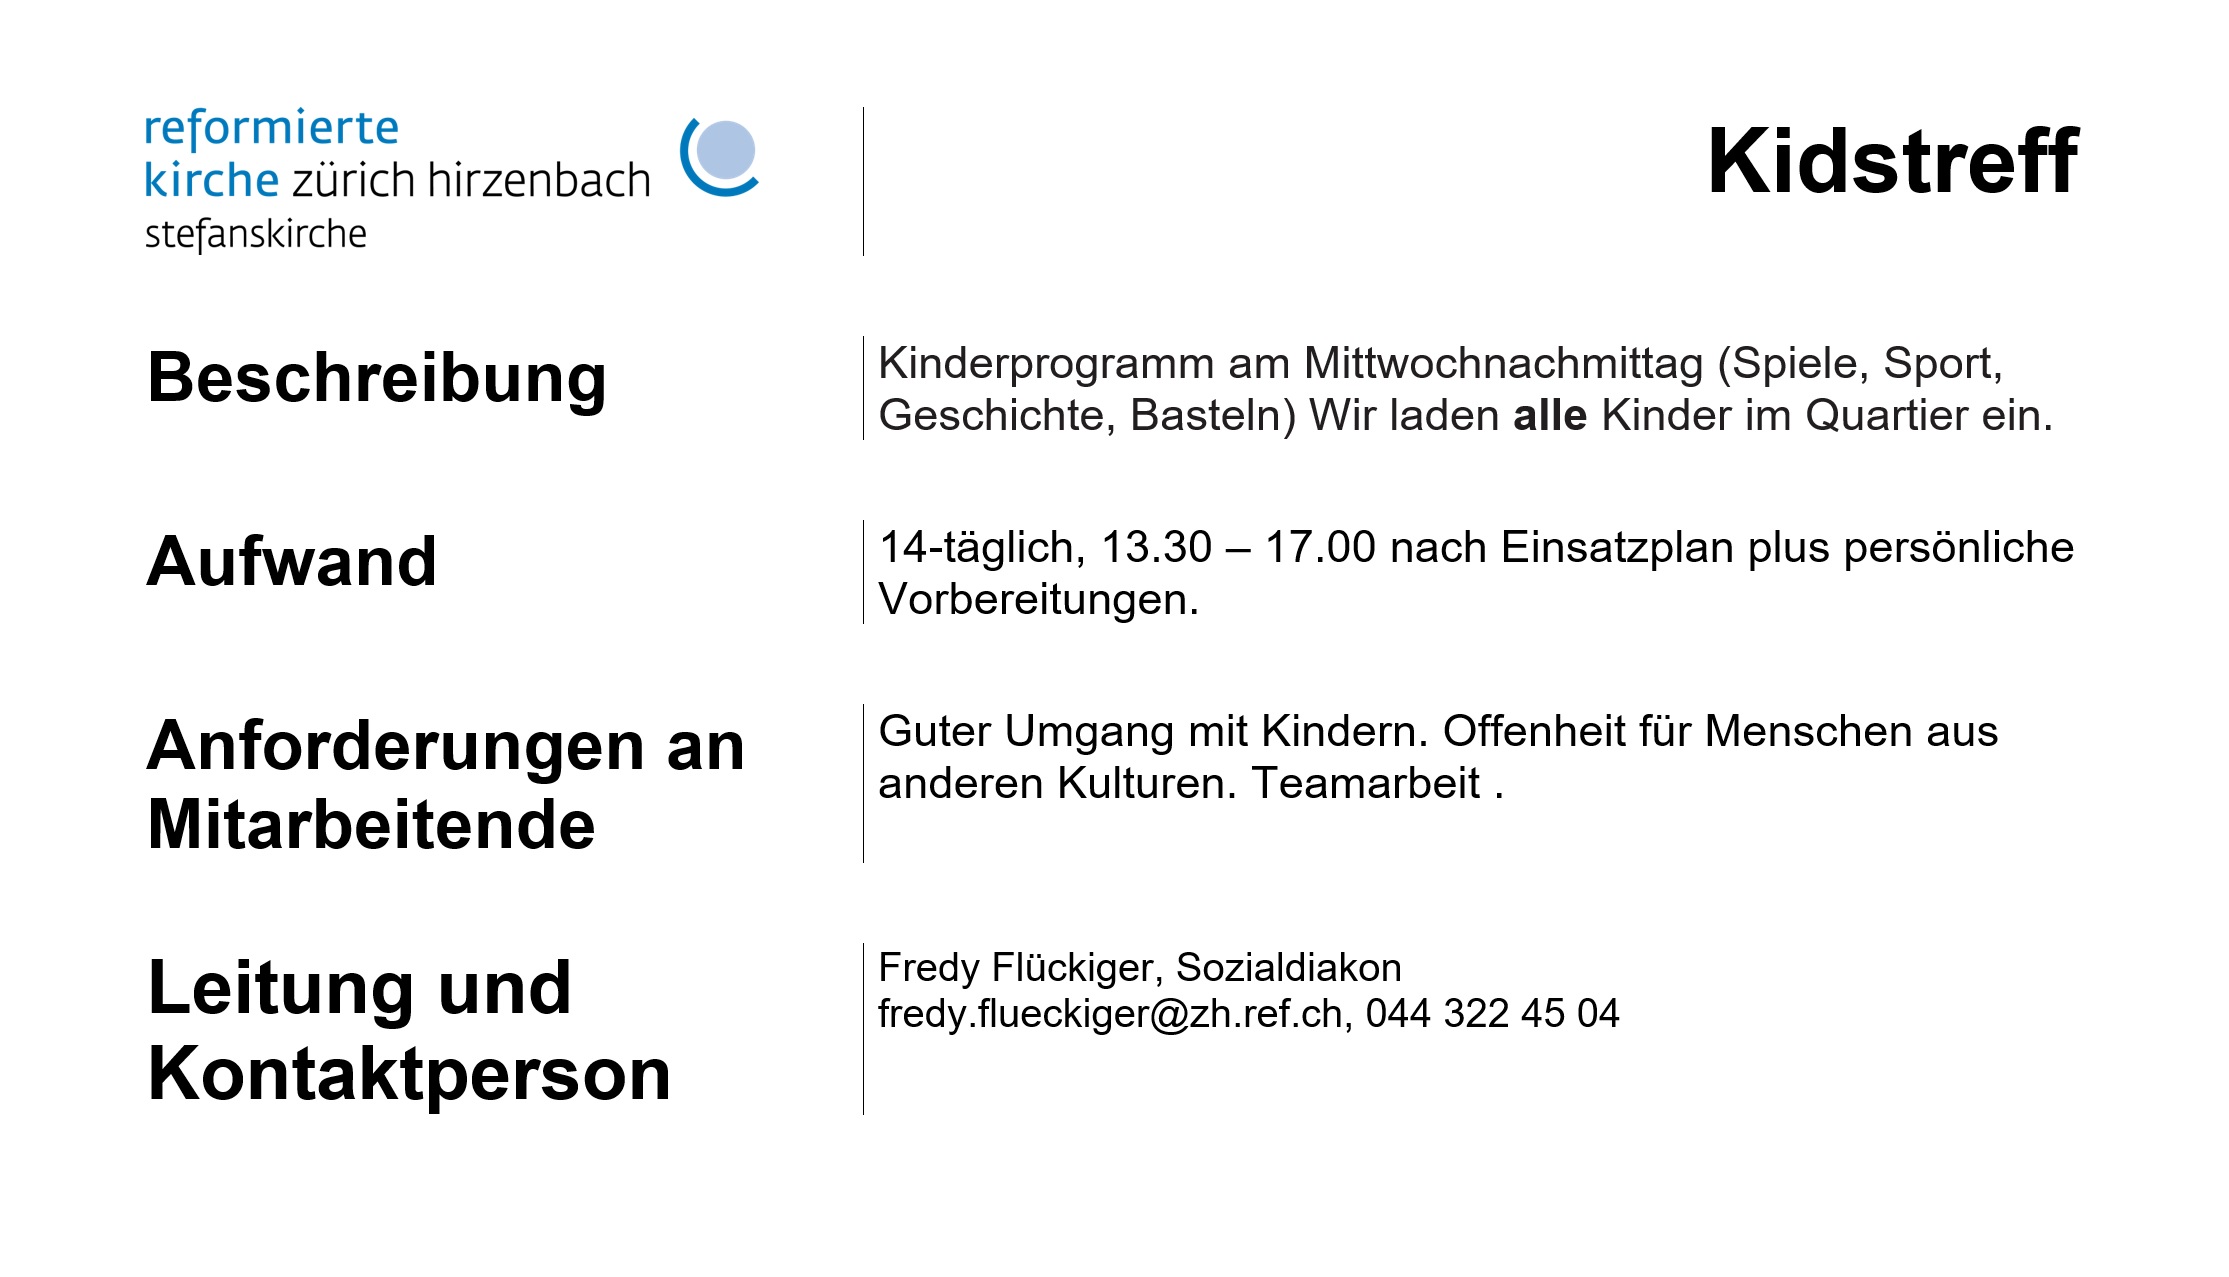 reformierte
kirche zürich hirzenbach
stefanskirche
Kidstreff
Beschreibung
Kinderprogramm am Mittwochnachmittag (Spiele, Sport,
Geschichte, Basteln) Wir laden alle Kinder im Quartier ein.
Aufwand
14-täglich, 13.30 – 17.00 nach Einsatzplan plus persönliche
Vorbereitungen.
Anforderungen an
Mitarbeitende
Guter Umgang mit Kindern. Offenheit für Menschen aus
anderen Kulturen. Teamarbeit .
Leitung und
Kontaktperson
Fredy Flückiger, Sozialdiakon
fredy.flueckiger@zh.ref.ch, 044 322 45 04